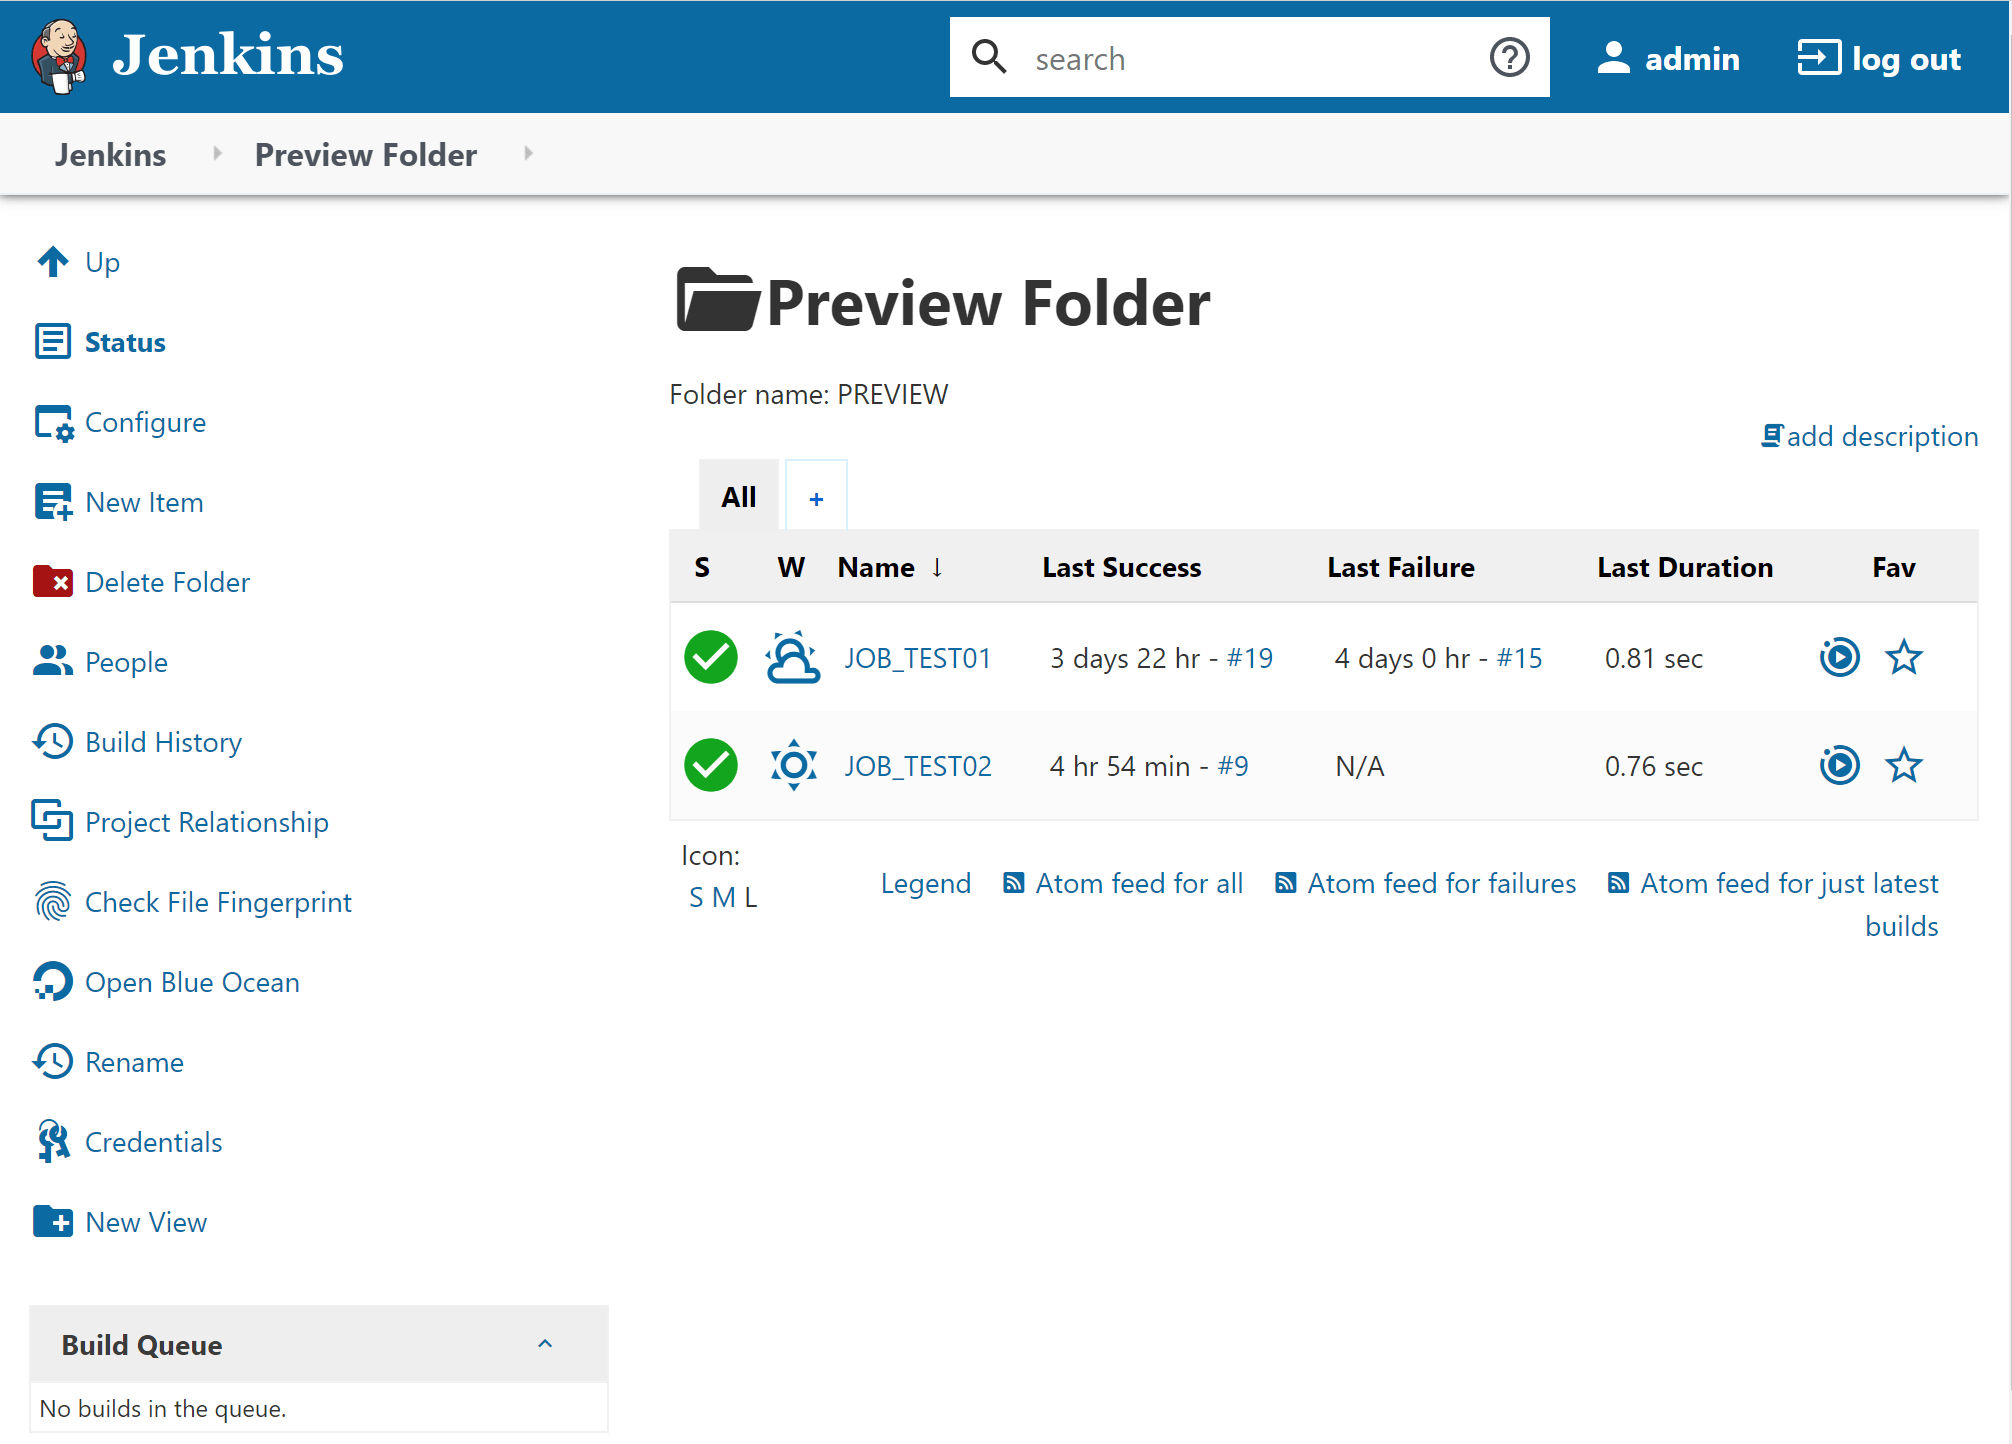 Jenkins
search
admin
log out
Jenkins
Preview Folder
Up
Status
Configure
New Item
Delete Folder
People
Build History
Project Relationship
Check File Fingerprint
Open Blue Ocean
Rename
Credentials
New View
Build Queue
No builds in the queue.
Preview Folder
Folder name: PREVIEW
add description
All +
S W Name ↓ Last Success Last Failure Last Duration Fav
JOB_TEST01 3 days 22 hr - #19 4 days 0 hr - #15 0.81 sec
JOB_TEST02 4 hr 54 min - #9 N/A 0.76 sec
Icon:
S M L
Legend Atom feed for all Atom feed for failures Atom feed for just latest
builds